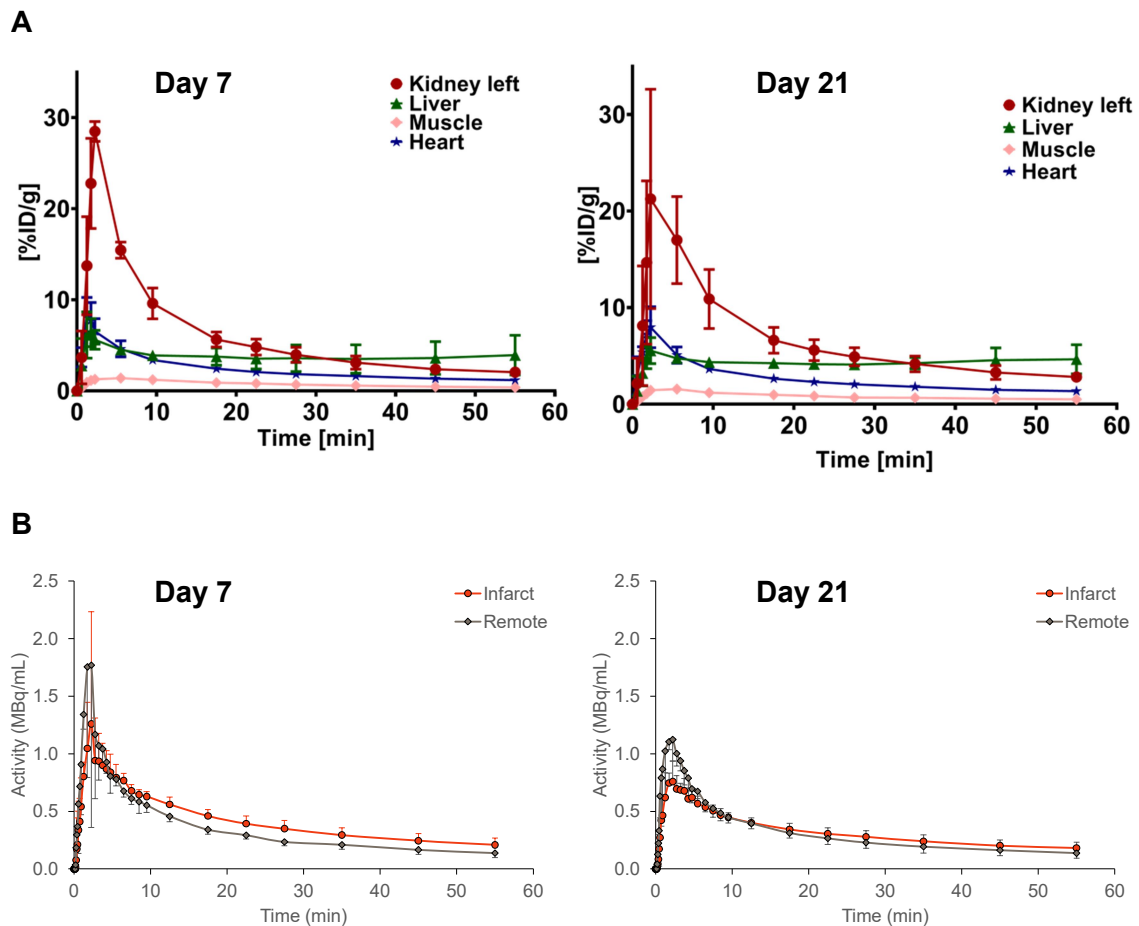 A
Day 7
Kidney left
Liver
Muscle
Heart
[%ID/g]
30
20
10
0
0 10 20 30 40 50 60
Time [min]
Day 21
Kidney left
Liver
Muscle
Heart
[%ID/g]
30
20
10
0
0 10 20 30 40 50 60
Time [min]
B
Day 7
Infarct
Remote
Activity (MBq/mL)
2.5
2.0
1.5
1.0
0.5
0.0
0 10 20 30 40 50 60
Time (min)
Day 21
Infarct
Remote
Activity (MBq/mL)
2.5
2.0
1.5
1.0
0.5
0.0
0 10 20 30 40 50 60
Time (min)